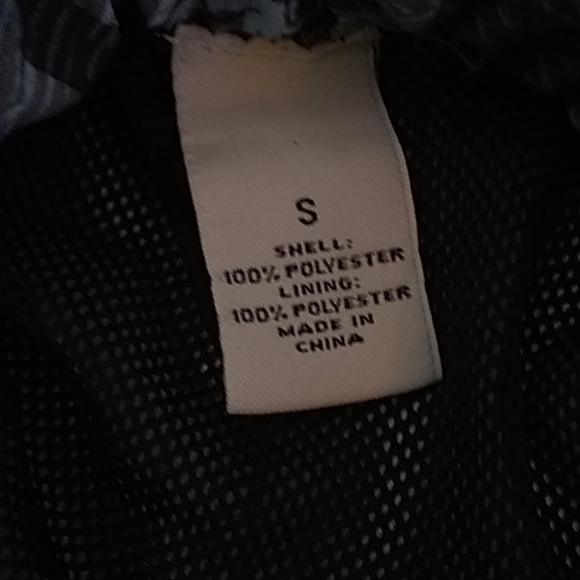 S
SHELL:
100% POLYESTER
LINING:
100% POLYESTER
MADE IN
CHINA